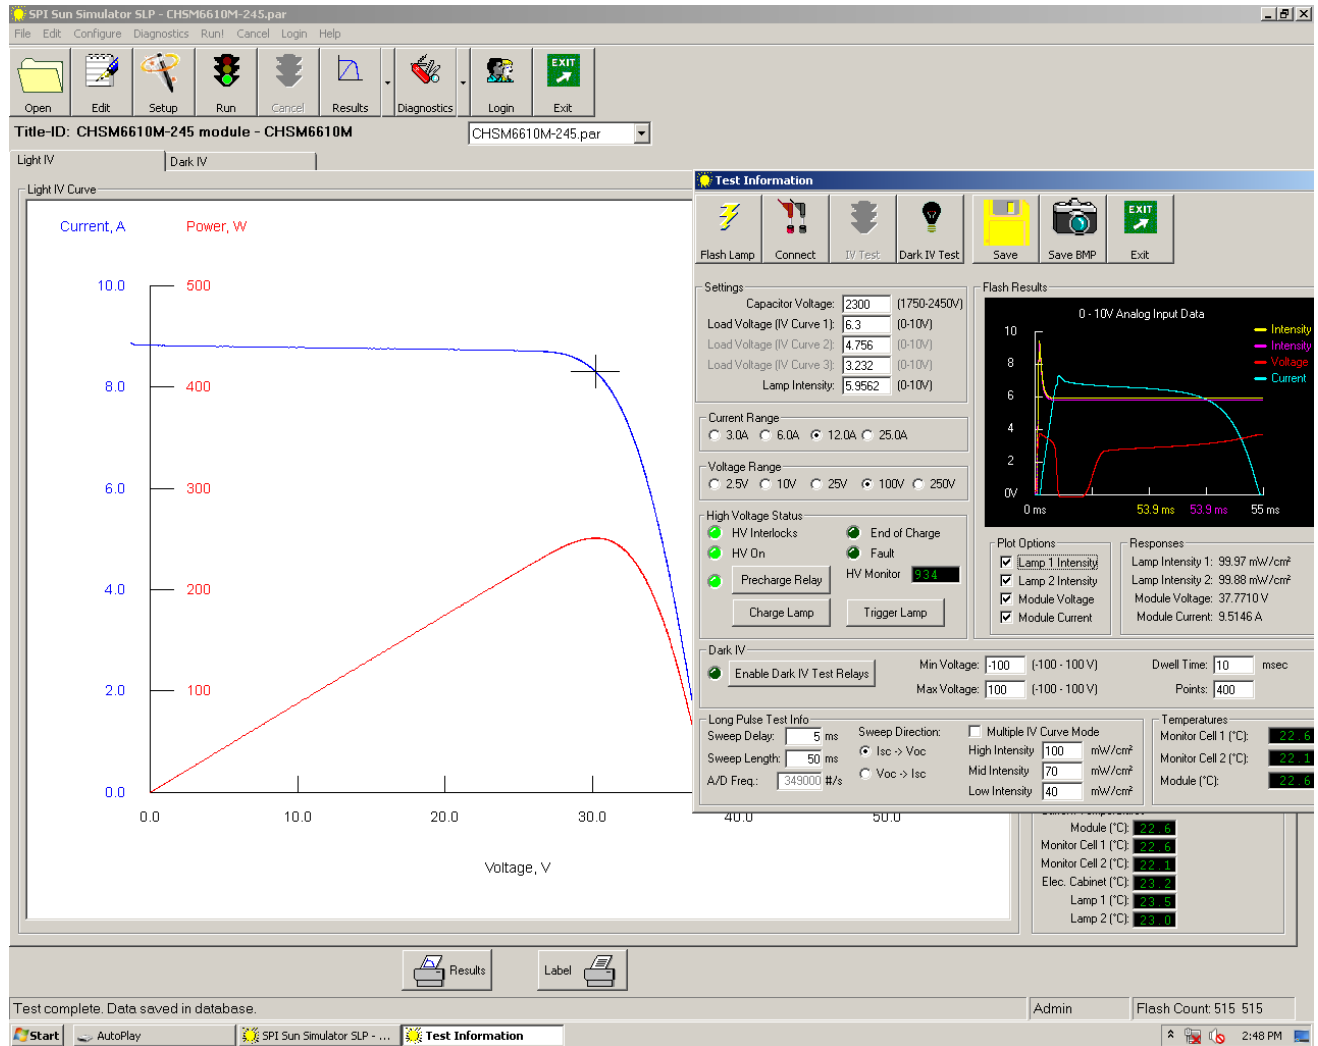 SPI Sun Simulator SLP - CHSM6610M-245.par
File Edit Configure Diagnostics Run! Cancel Login Help
Open Edit Setup Run Cancel Results Diagnostics Login Exit
EXIT
Title-ID: CHSM6610M-245 module - CHSM6610M
CHSM6610M-245.par
Light IV Dark IV
Light IV Curve
Current, A Power, W
10.0 500
8.0 400
6.0 300
4.0 200
2.0 100
0.0
0.0 10.0 20.0 30.0 40.0 50.0
Voltage, V
Test Information
EXIT
Flash Lamp Connect IV Test Dark IV Test Save Save BMP Exit
Settings
Capacitor Voltage: 2300 (1750-2450V)
Load Voltage (IV Curve 1): 6.3 (0-10V)
Load Voltage (IV Curve 2): 4.756 (0-10V)
Load Voltage (IV Curve 3): 3.232 (0-10V)
Lamp Intensity: 5.9562 (0-10V)
Current Range
3.0A 6.0A 12.0A 25.0A
Voltage Range
2.5V 10V 25V 100V 250V
High Voltage Status
HV Interlocks End of Charge
HV On Fault
Precharge Relay HV Monitor 934
Charge Lamp Trigger Lamp
Flash Results
0 - 10V Analog Input Data
10
8
6
4
2
0V
Intensity
Intensity
Voltage
Current
0 ms 53.9 ms 53.9 ms 55 ms
Plot Options
Lamp 1 Intensity
Lamp 2 Intensity
Module Voltage
Module Current
Responses
Lamp Intensity 1: 99.97 mW/cm²
Lamp Intensity 2: 99.88 mW/cm²
Module Voltage: 37.7710 V
Module Current: 9.5146 A
Dark IV
Enable Dark IV Test Relays
Min Voltage: -100 (-100 - 100 V)
Max Voltage: 100 (-100 - 100 V)
Dwell Time: 10 msec
Points: 400
Long Pulse Test Info
Sweep Delay: 5 ms
Sweep Length: 50 ms
A/D Freq.: 349000 #/s
Sweep Direction:
Isc -> Voc
Voc -> Isc
Multiple IV Curve Mode
High Intensity 100 mW/cm²
Mid Intensity 70 mW/cm²
Low Intensity 40 mW/cm²
Temperatures
Monitor Cell 1 (°C): 22.6
Monitor Cell 2 (°C): 22.1
Module (°C): 22.6
Module (°C): 22.6
Monitor Cell 1 (°C): 22.6
Monitor Cell 2 (°C): 22.1
Elec. Cabinet (°C): 23.2
Lamp 1 (°C): 23.5
Lamp 2 (°C): 23.0
Results Label
Test complete. Data saved in database. Admin Flash Count: 515 515
Start AutoPlay SPI Sun Simulator SLP - ... Test Information 2:48 PM